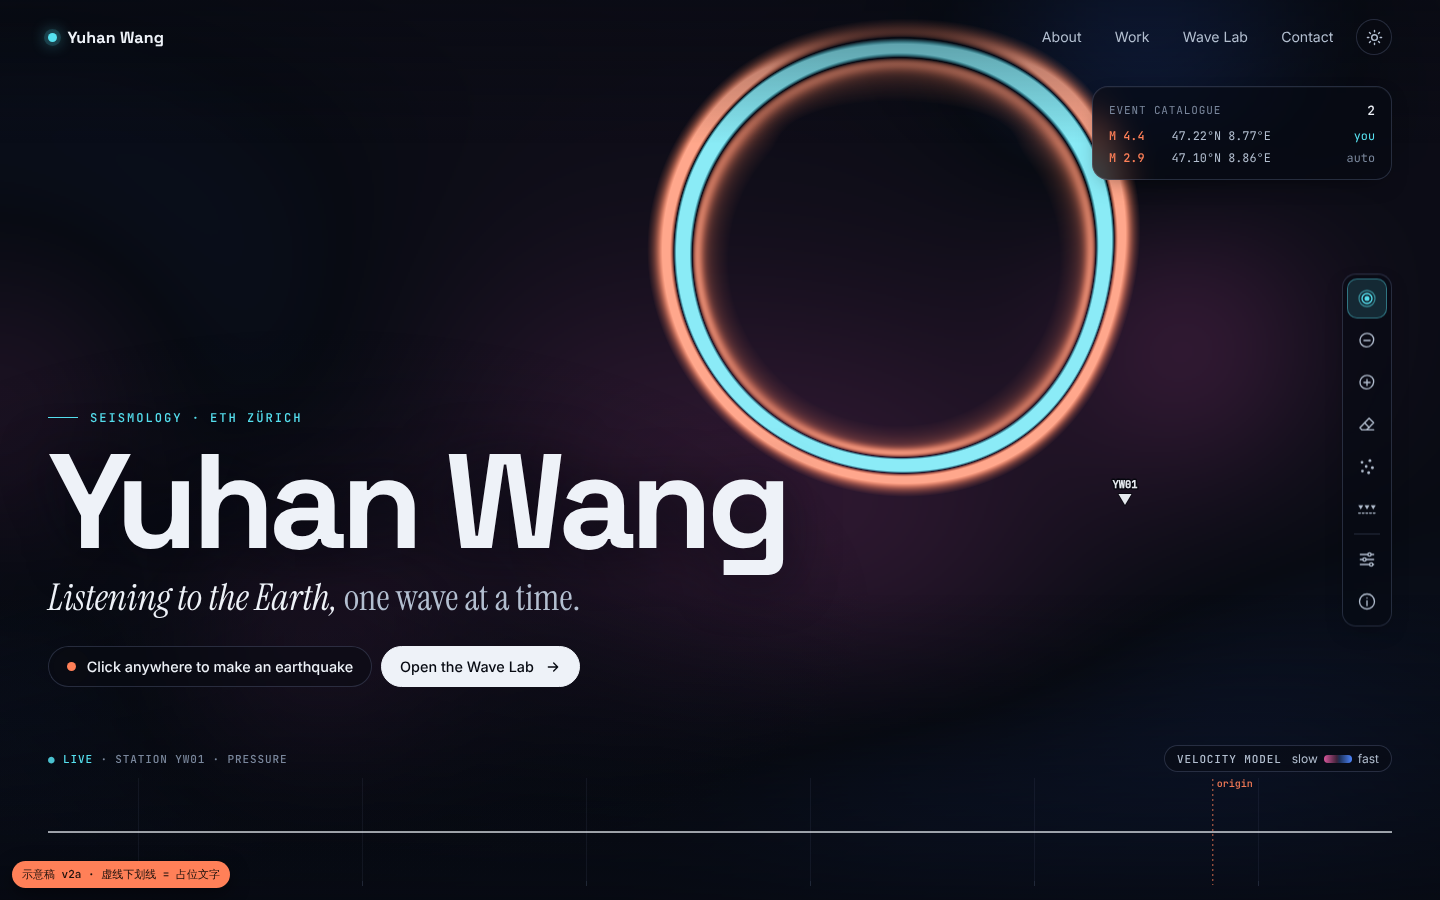 Yuhan Wang
About Work Wave Lab Contact
EVENT CATALOGUE 2
M 4.4 47.22°N 8.77°E you
M 2.9 47.10°N 8.86°E auto
SEISMOLOGY · ETH ZÜRICH
Yuhan Wang
YW01
Listening to the Earth, one wave at a time.
Click anywhere to make an earthquake
Open the Wave Lab →
LIVE · STATION YW01 · PRESSURE
VELOCITY MODEL slow fast
origin
示意稿 v2a · 虚线下划线 = 占位文字